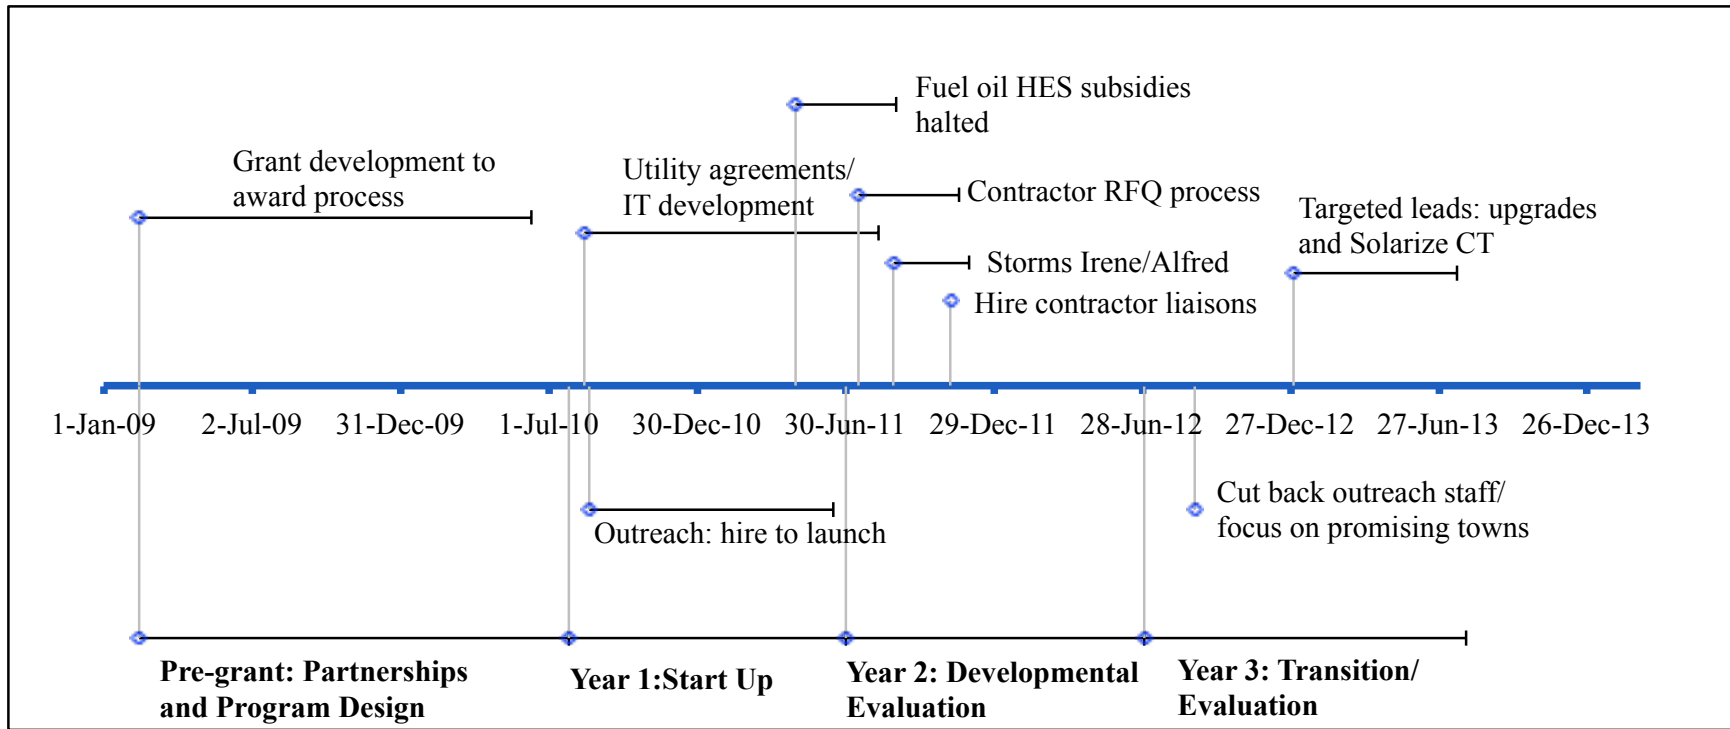 Fuel oil HES subsidies
halted
Grant development to
award process
Utility agreements/
IT development
Contractor RFQ process
Targeted leads: upgrades
and Solarize CT
Storms Irene/Alfred
Hire contractor liaisons
1-Jan-09 2-Jul-09 31-Dec-09 1-Jul-10 30-Dec-10 30-Jun-11 29-Dec-11 28-Jun-12 27-Dec-12 27-Jun-13 26-Dec-13
Outreach: hire to launch
Cut back outreach staff/
focus on promising towns
Pre-grant: Partnerships
and Program Design
Year 1:Start Up
Year 2: Developmental
Evaluation
Year 3: Transition/
Evaluation